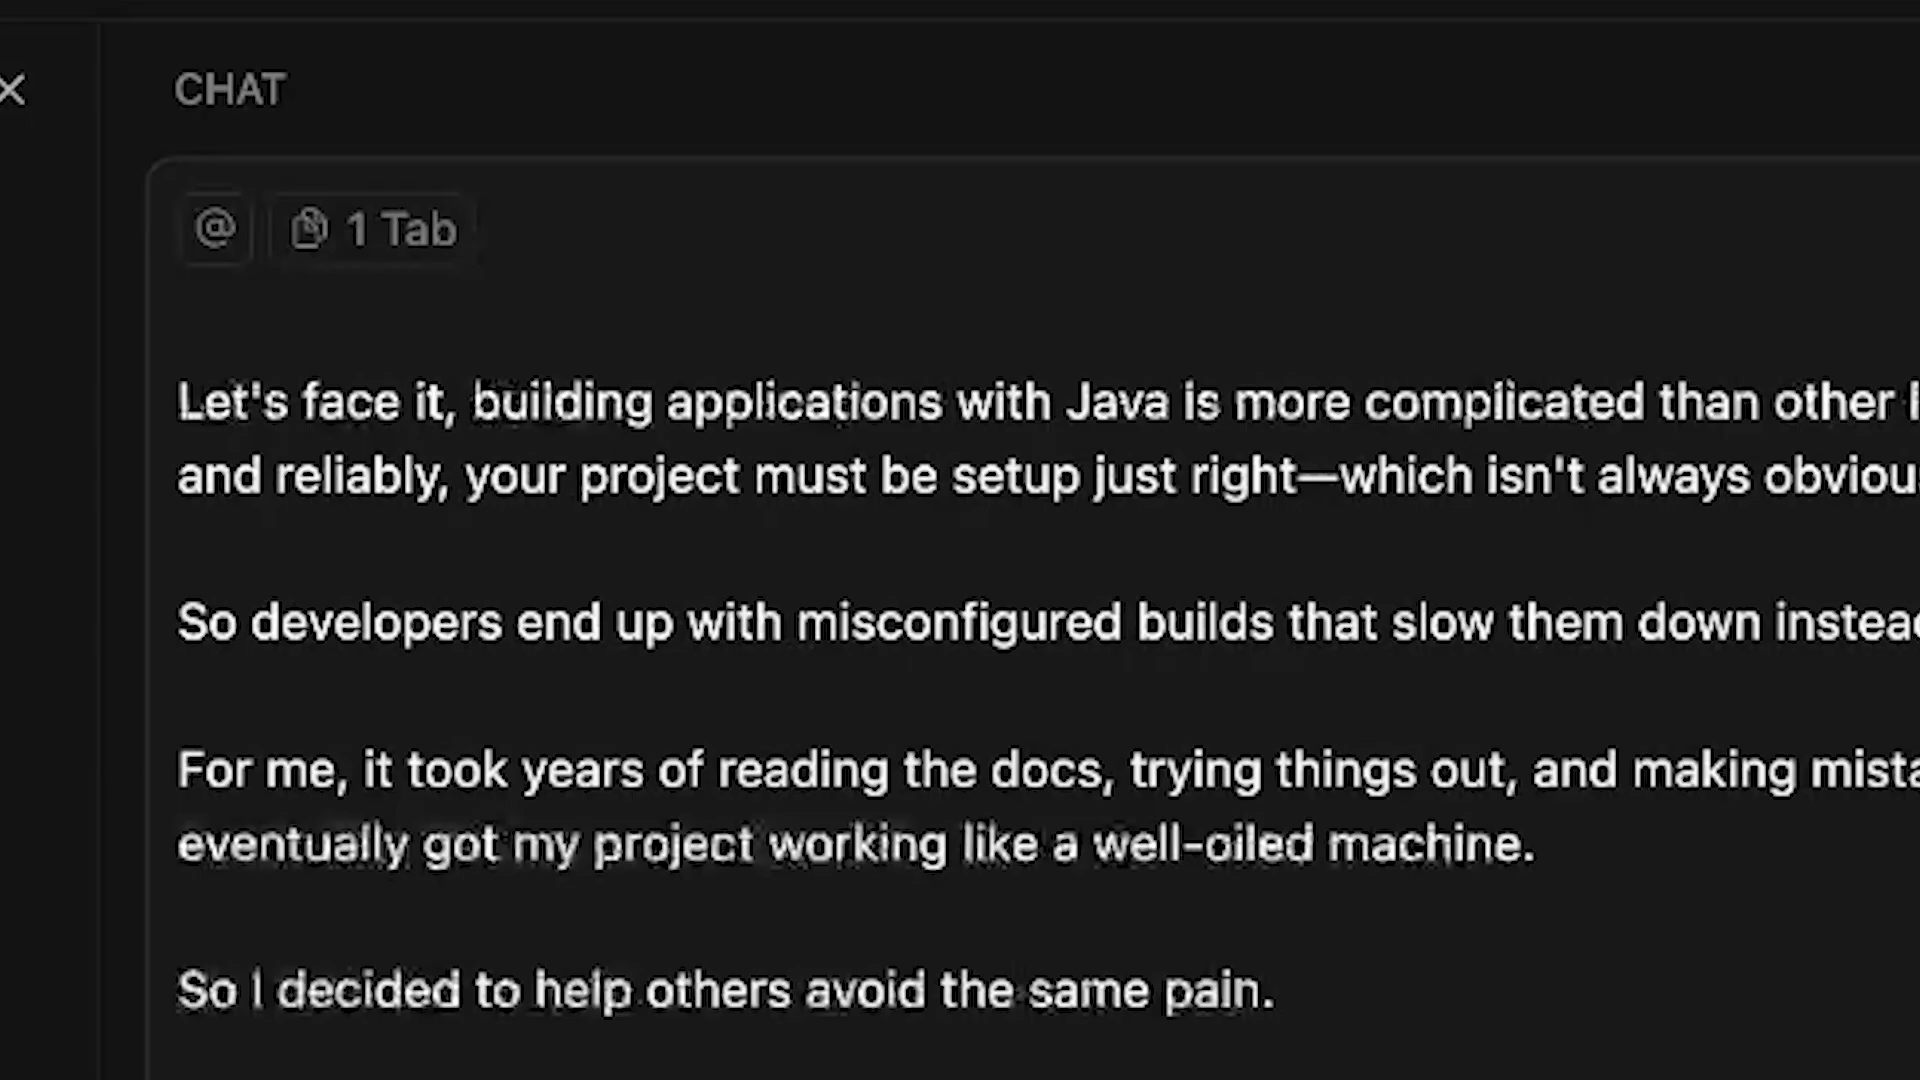 CHAT
@ 1 Tab
Let's face it, building applications with Java is more complicated than other
and reliably, your project must be setup just right—which isn't always
So developers end up with misconfigured builds that slow them down
For me, it took years of reading the docs, trying things out, and making
eventually got my project working like a well-oiled machine.
So I decided to help others avoid the same pain.